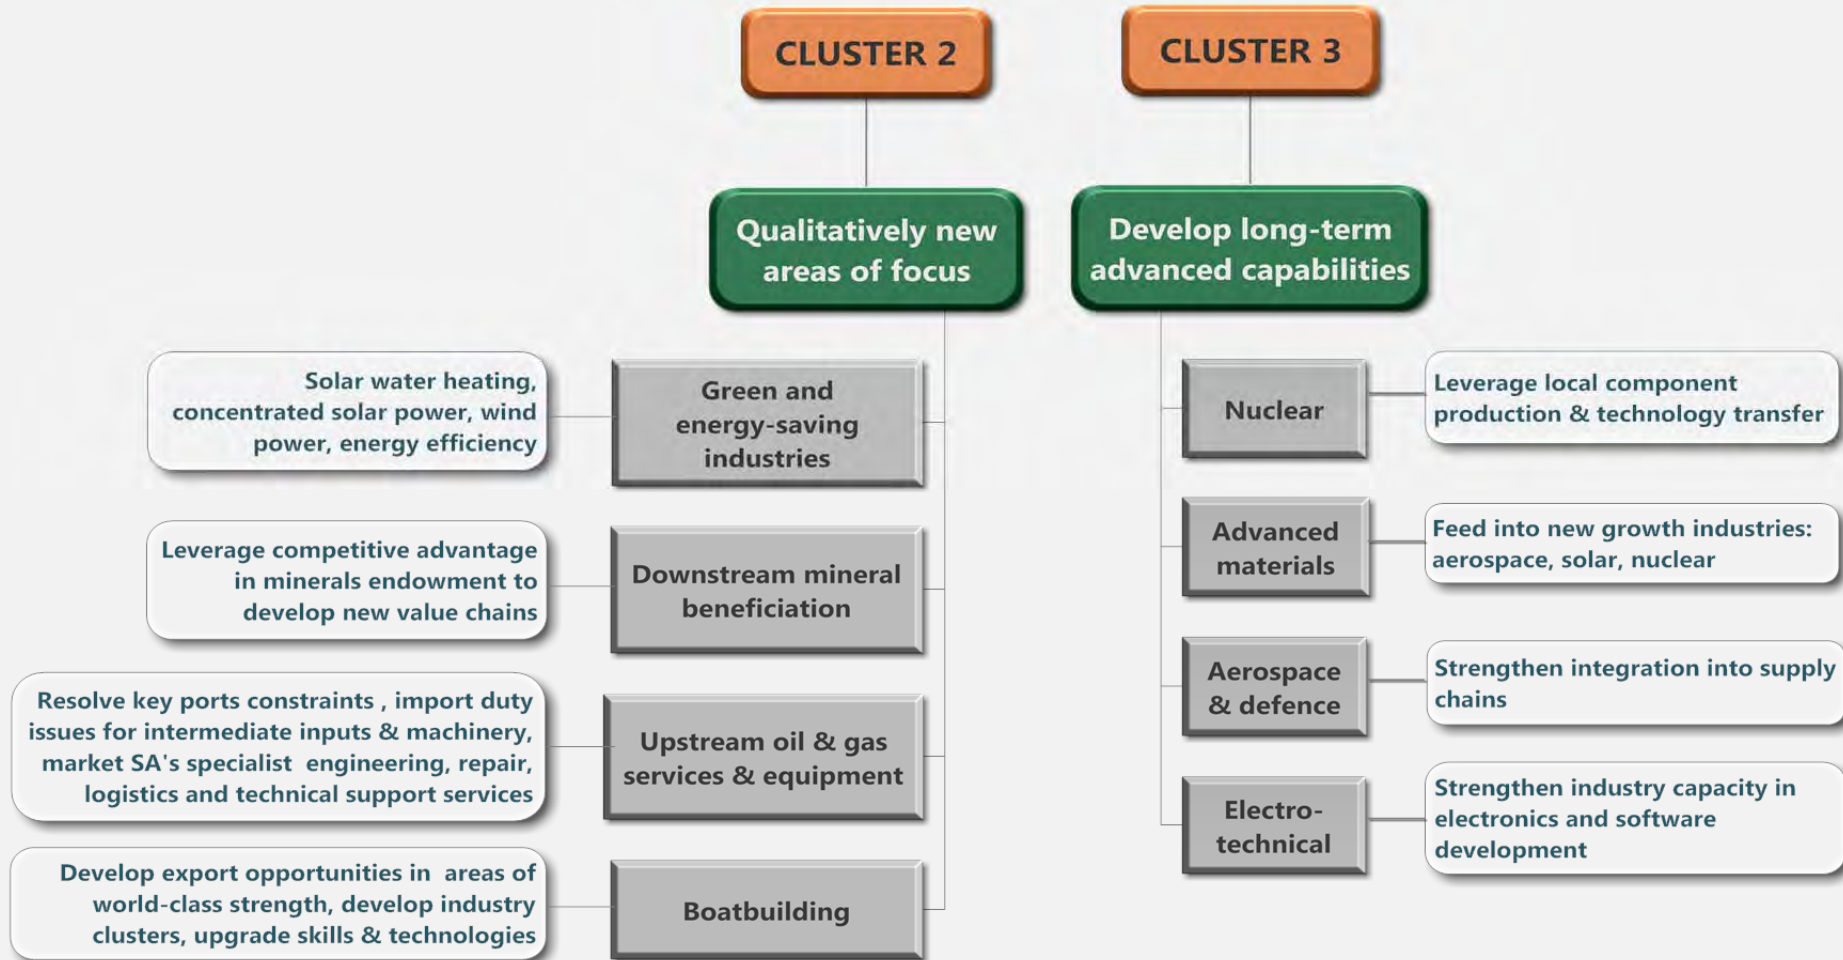 CLUSTER 2
Qualitatively new
areas of focus
Solar water heating,
concentrated solar power, wind
power, energy efficiency
Green and
energy-saving
industries
Leverage competitive advantage
in minerals endowment to
develop new value chains
Downstream mineral
beneficiation
Resolve key ports constraints , import duty
issues for intermediate inputs & machinery,
market SA's specialist engineering, repair,
logistics and technical support services
Upstream oil & gas
services & equipment
Develop export opportunities in areas of
world-class strength, develop industry
clusters, upgrade skills & technologies
Boatbuilding
CLUSTER 3
Develop long-term
advanced capabilities
Nuclear
Leverage local component
production & technology transfer
Advanced
materials
Feed into new growth industries:
aerospace, solar, nuclear
Aerospace
& defence
Strengthen integration into supply
chains
Electro-
technical
Strengthen industry capacity in
electronics and software
development